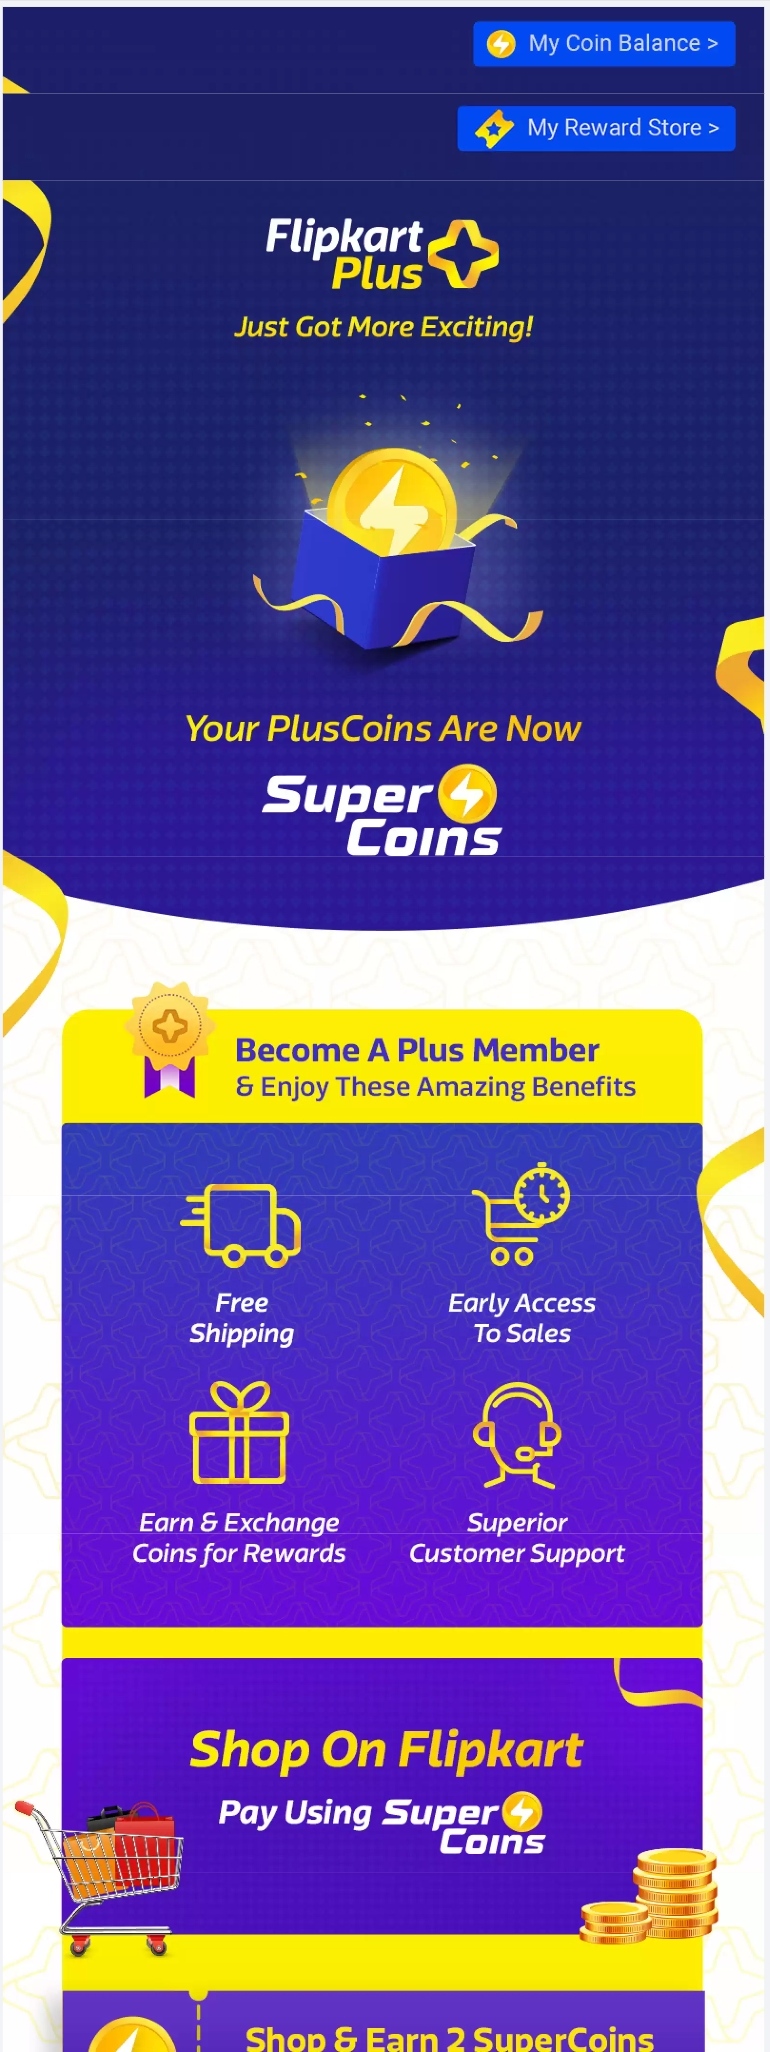 My Coin Balance >
My Reward Store >
Flipkart
Plus
Just Got More Exciting!
Your PlusCoins Are Now
Super
Coins
Become A Plus Member
& Enjoy These Amazing Benefits
Free
Shipping
Early Access
To Sales
Earn & Exchange
Coins for Rewards
Superior
Customer Support
Shop On Flipkart
Pay Using Super
Coins
Shop & Earn 2 SuperCoins